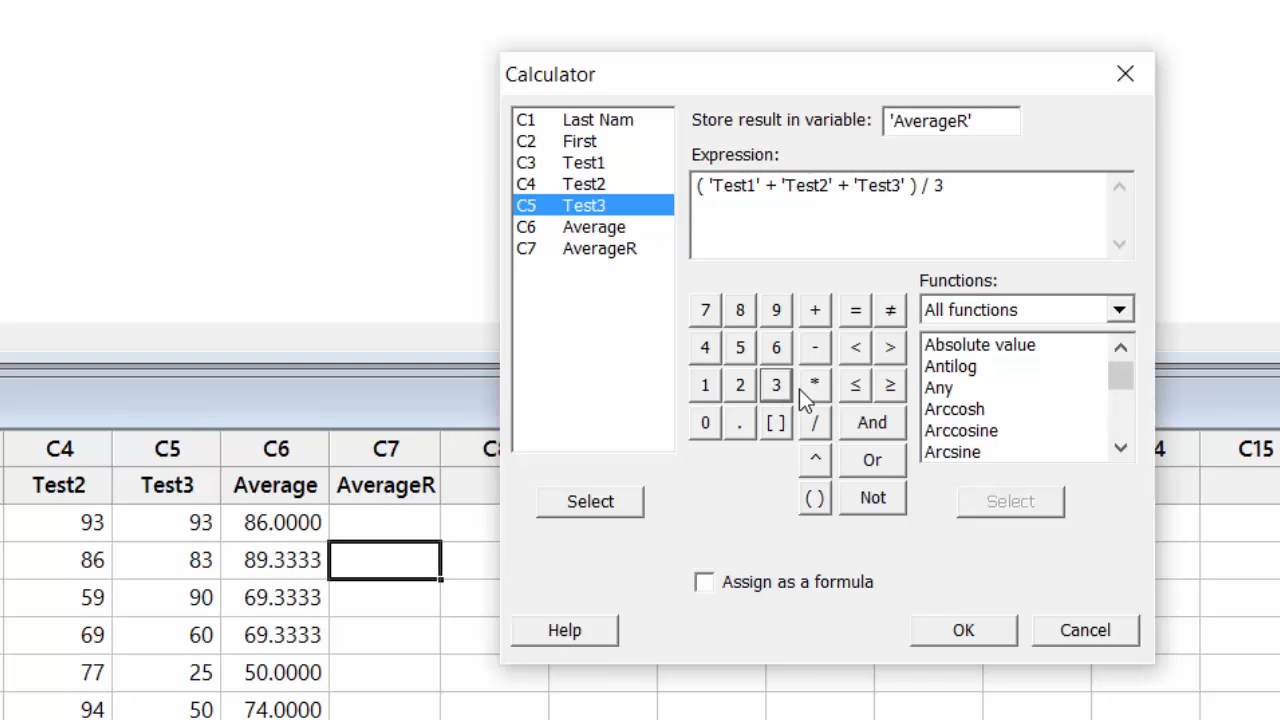 Calculator
C1 Last Nam
C2 First
C3 Test1
C4 Test2
C5 Test3
C6 Average
C7 AverageR
Store result in variable: 'AverageR'
Expression:
( 'Test1' + 'Test2' + 'Test3' ) / 3
Functions:
All functions
7 8 9 + = ≠
4 5 6 - < >
1 2 3 * ≤ ≥
0 . [ ] / And
^ Or
( ) Not
Absolute value
Antilog
Any
Arccosh
Arccosine
Arcsine
Select
Select
Assign as a formula
Help
OK
Cancel
C4 C5 C6 C7 C8 4 C15
Test2 Test3 Average AverageR
93 93 86.0000
86 83 89.3333
59 90 69.3333
69 60 69.3333
77 25 50.0000
94 50 74.0000